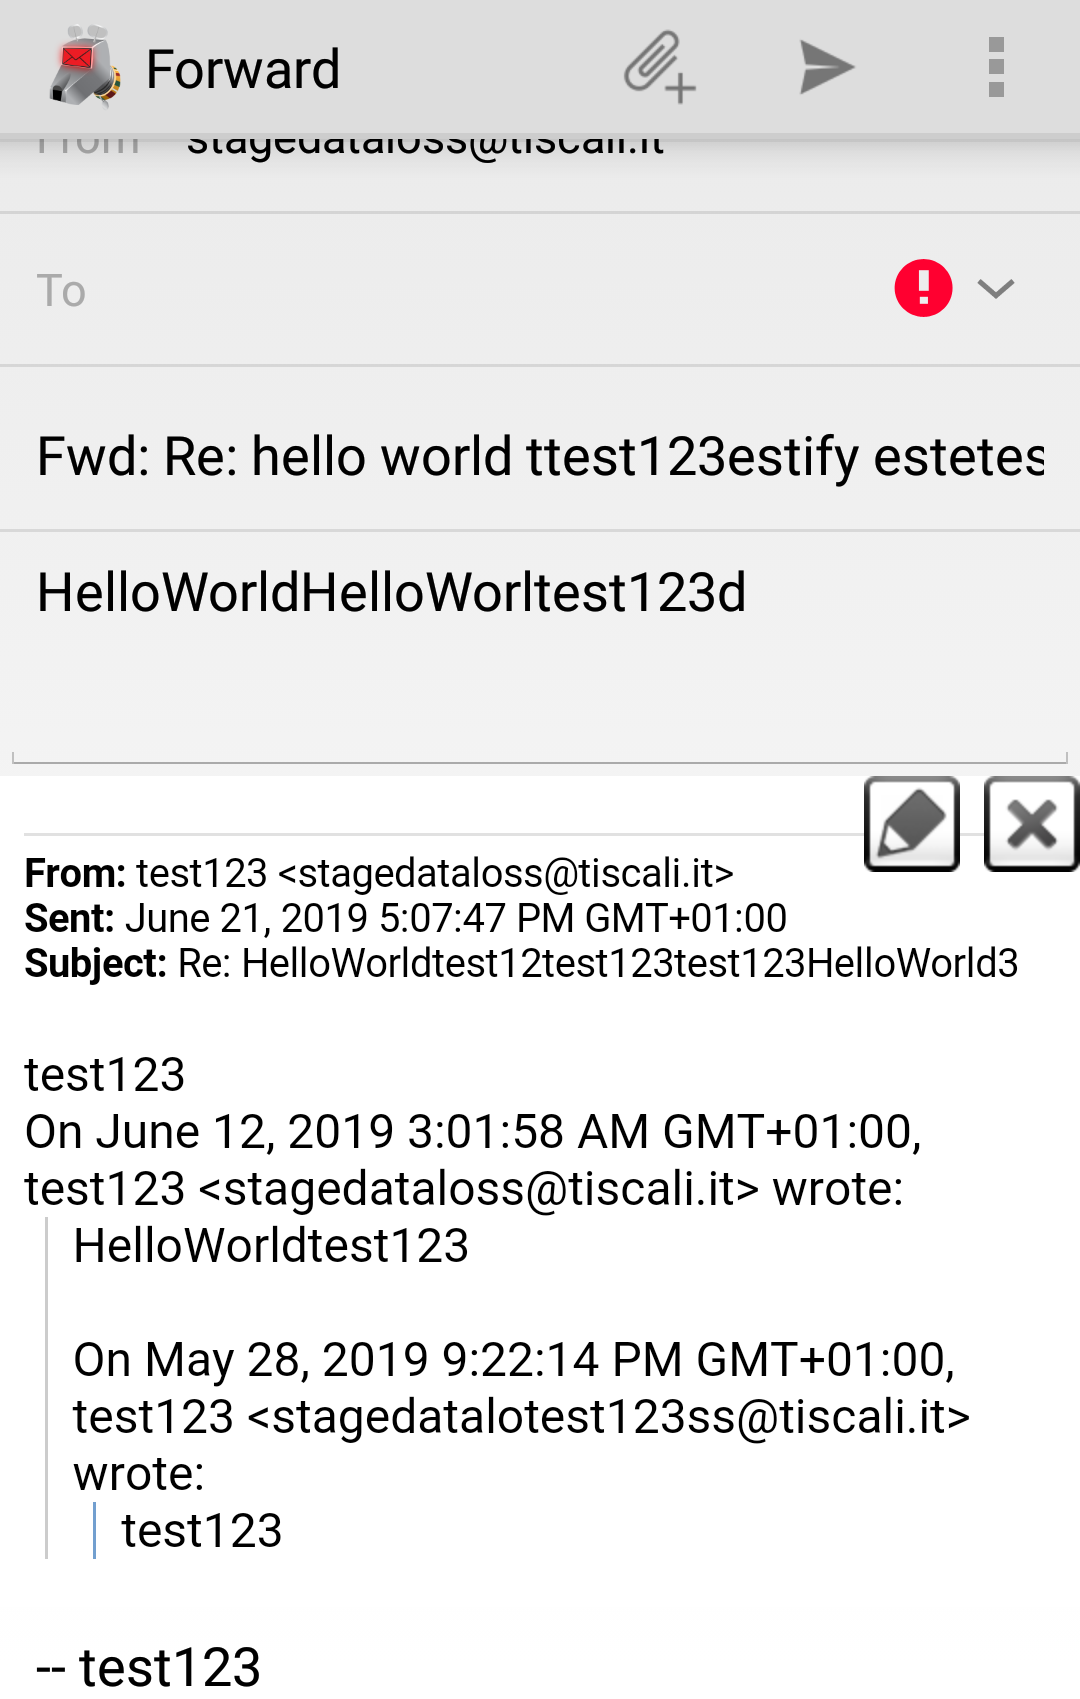 Forward
From stagedataloss@tiscali.it
To
Fwd: Re: hello world ttest123estify estetes
HelloWorldHelloWorltest123d
From: test123 <stagedataloss@tiscali.it>
Sent: June 21, 2019 5:07:47 PM GMT+01:00
Subject: Re: HelloWorldtest12test123test123HelloWorld3
test123
On June 12, 2019 3:01:58 AM GMT+01:00,
test123 <stagedataloss@tiscali.it> wrote:
HelloWorldtest123
On May 28, 2019 9:22:14 PM GMT+01:00,
test123 <stagedatalotest123ss@tiscali.it>
wrote:
test123
-- test123